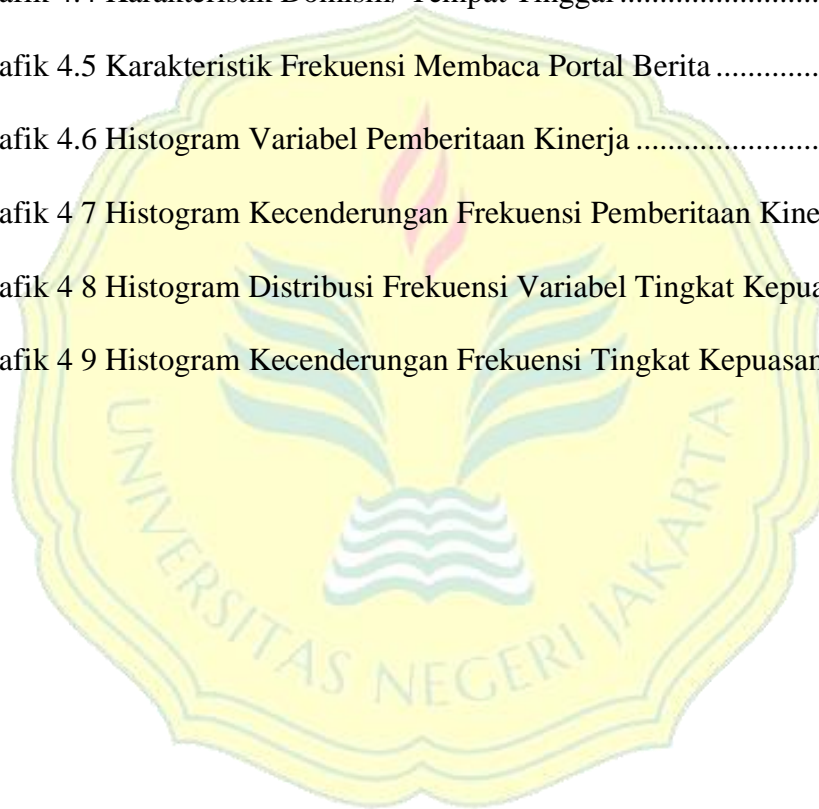 afik 4.4 Karakteristik Domisili/ Tempat Tinggal ..........................
afik 4.5 Karakteristik Frekuensi Membaca Portal Berita .............
afik 4.6 Histogram Variabel Pemberitaan Kinerja .......................
afik 4 7 Histogram Kecenderungan Frekuensi Pemberitaan Kine
afik 4 8 Histogram Distribusi Frekuensi Variabel Tingkat Kepua
afik 4 9 Histogram Kecenderungan Frekuensi Tingkat Kepuasan
UNIVERSITAS NEGERI JAKARTA